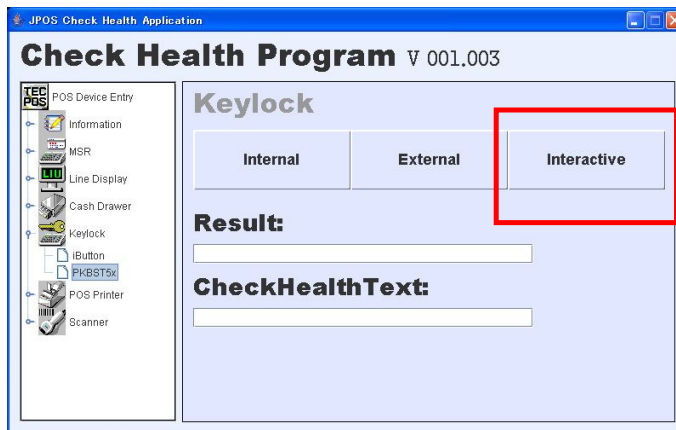 JPOS Check Health Application
Check Health Program V 001.003
TEC
POS
POS Device Entry
Information
MSR
LIU
Line Display
Cash Drawer
Keylock
iButton
PKBST5x
POS Printer
Scanner
Keylock
Internal External Interactive
Result:
CheckHealthText: